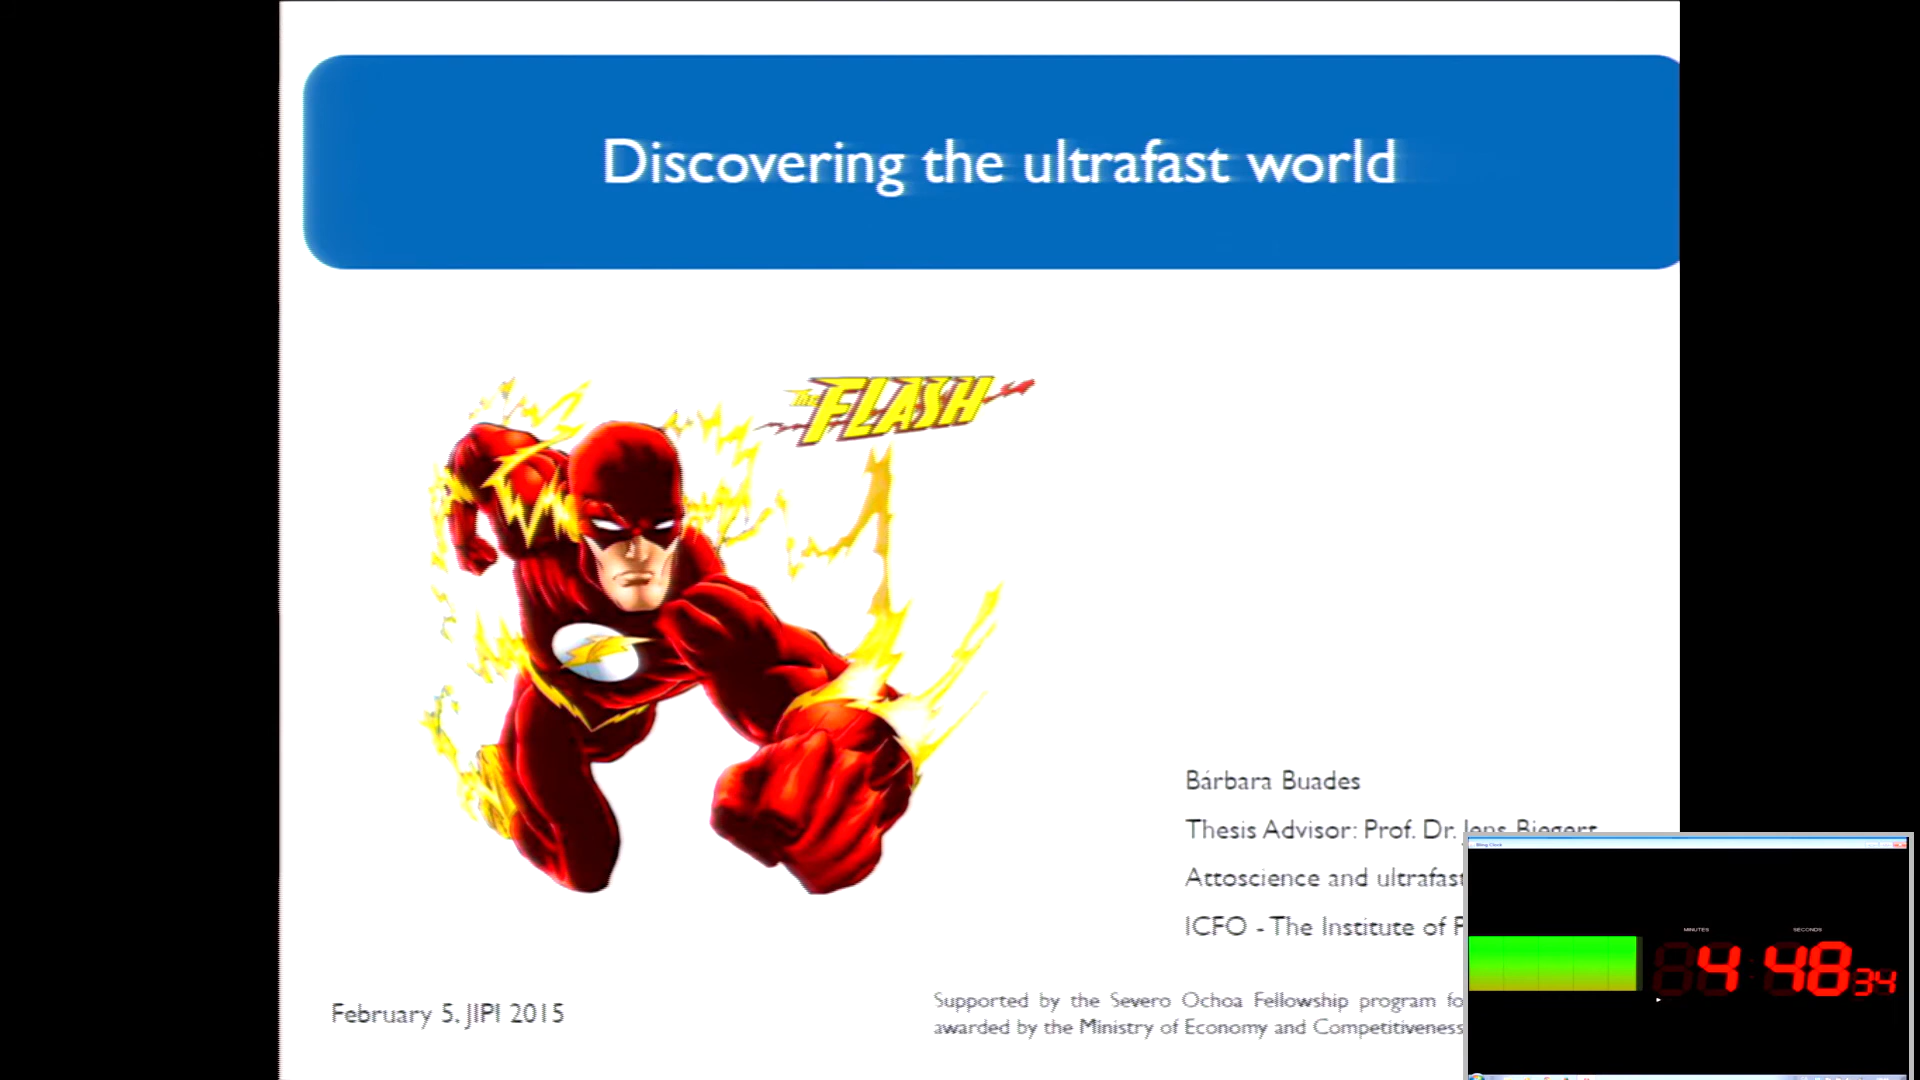 Discovering the ultrafast world
The FLASH
Bárbara Buades
Thesis Advisor: Prof. Dr. Jens Biegert
Attoscience and ultrafast
ICFO - The Institute of
February 5, JIPI 2015
Supported by the Severo Ochoa Fellowship program
awarded by the Ministry of Economy and Competitiveness
MINUTES SECONDS
4 48 34